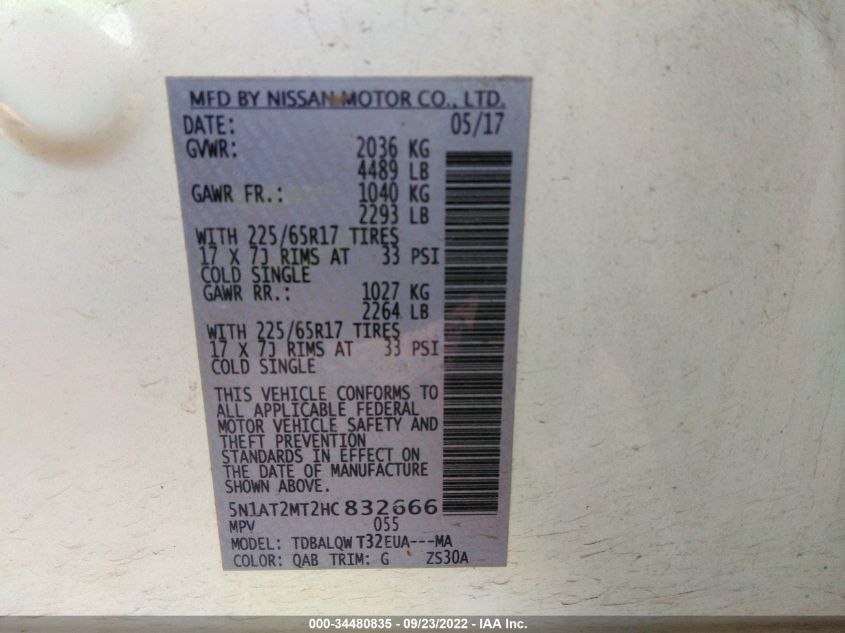 MFD BY NISSAN MOTOR CO., LTD.
DATE: 05/17
GVWR: 2036 KG
4489 LB
GAWR FR.: 1040 KG
2293 LB
WITH 225/65R17 TIRES
17 X 7J RIMS AT 33 PSI
COLD SINGLE
GAWR RR.: 1027 KG
2264 LB
WITH 225/65R17 TIRES
17 X 7J RIMS AT 33 PSI
COLD SINGLE
THIS VEHICLE CONFORMS TO
ALL APPLICABLE FEDERAL
MOTOR VEHICLE SAFETY AND
THEFT PREVENTION
STANDARDS IN EFFECT ON
THE DATE OF MANUFACTURE
SHOWN ABOVE.
5N1AT2MT2HC832666
MPV 055
MODEL: TDBALQWT32EUA---MA
COLOR: QAB TRIM: G ZS30A
000-34480835 - 09/23/2022 - IAA Inc.